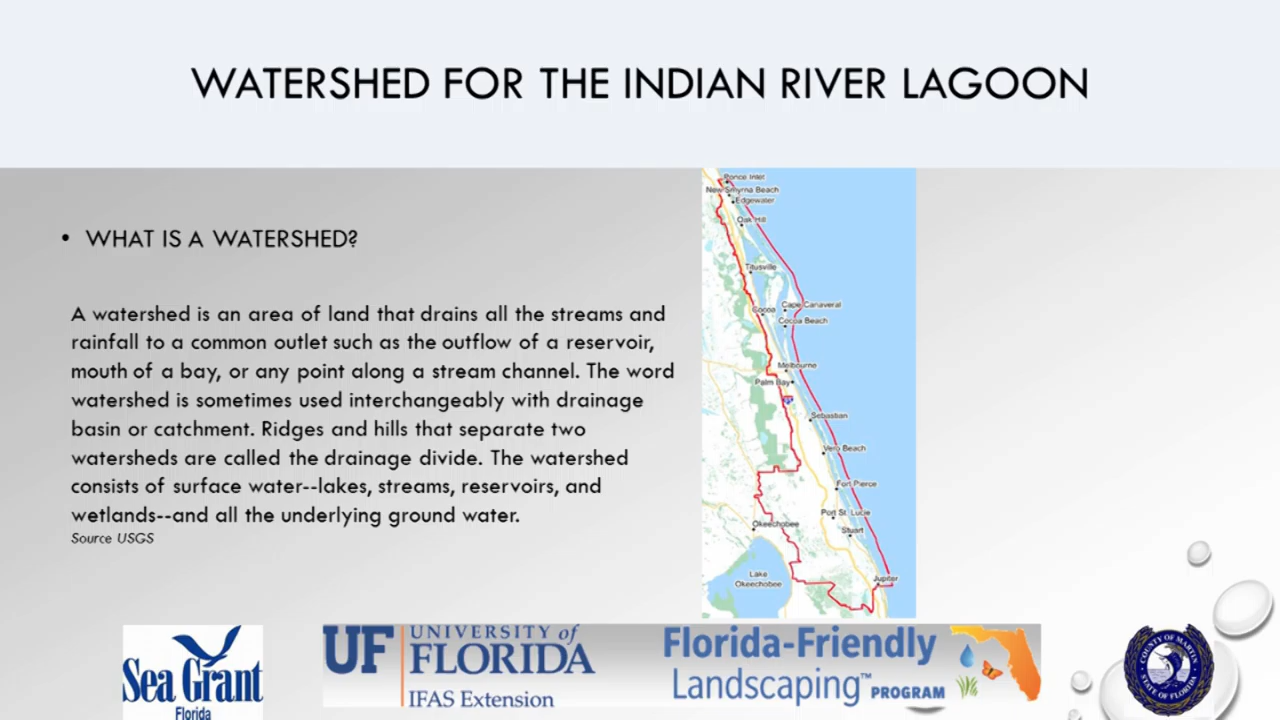 WATERSHED FOR THE INDIAN RIVER LAGOON
• WHAT IS A WATERSHED?
A watershed is an area of land that drains all the streams and
rainfall to a common outlet such as the outflow of a reservoir,
mouth of a bay, or any point along a stream channel. The word
watershed is sometimes used interchangeably with drainage
basin or catchment. Ridges and hills that separate two
watersheds are called the drainage divide. The watershed
consists of surface water--lakes, streams, reservoirs, and
wetlands--and all the underlying ground water.
Source USGS
Ponce Inlet
New Smyrna Beach
Edgewater
Oak Hill
Titusville
Cape Canaveral
Cocoa
Cocoa Beach
Melbourne
Palm Bay
Sebastian
Vero Beach
Fort Pierce
Port St. Lucie
Okeechobee
Stuart
Lake
Okeechobee
Jupiter
Sea Grant
Florida
UF UNIVERSITY of
FLORIDA
IFAS Extension
Florida-Friendly
Landscaping™ PROGRAM
COUNTY OF MARTIN
STATE OF FLORIDA